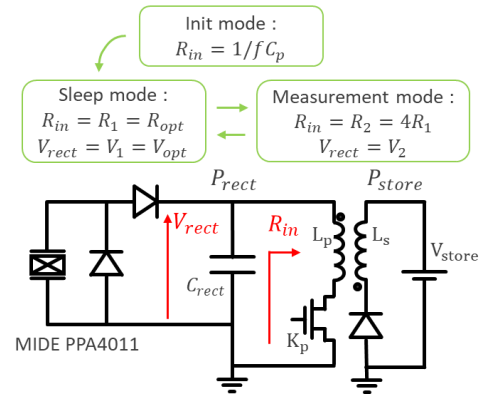 Init mode :
R_in = 1/fC_p
Sleep mode :
R_in = R_1 = R_opt
V_rect = V_1 = V_opt
Measurement mode :
R_in = R_2 = 4R_1
V_rect = V_2
P_rect
P_store
V_rect
R_in
L_p
L_s
V_store
C_rect
K_p
MIDE PPA4011